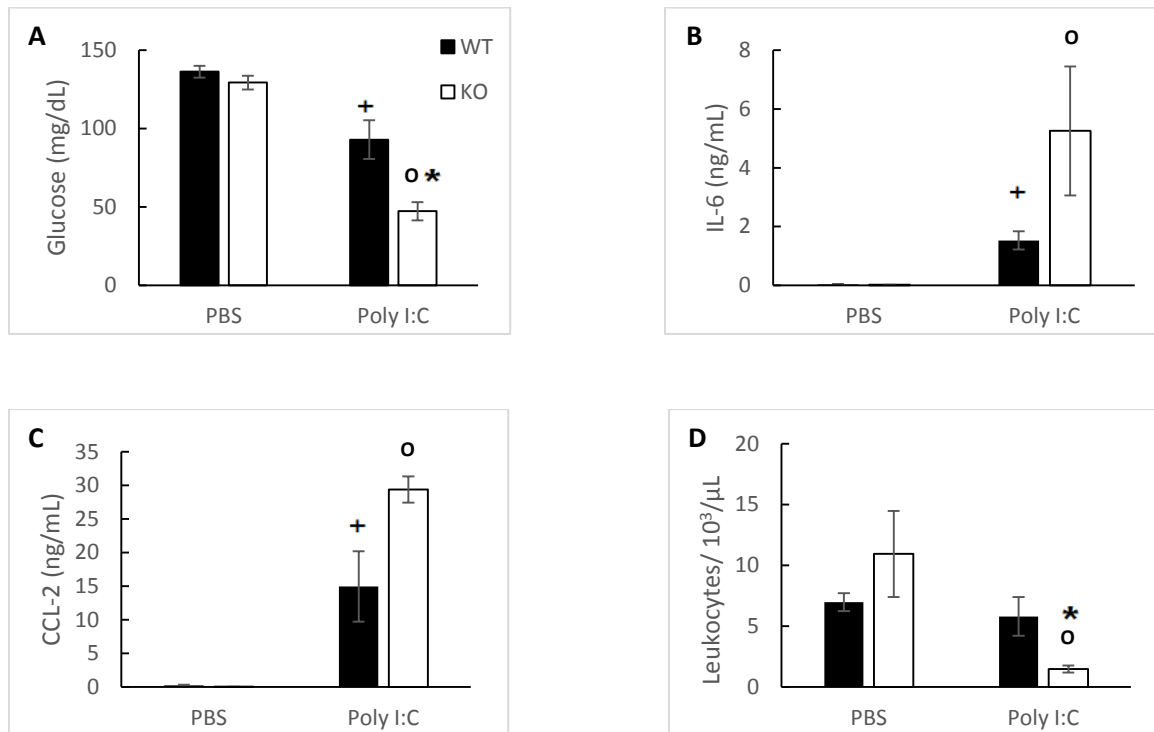 A
150
100
50
0
Glucose (mg/dL)
WT
KO
+
o *
PBS Poly I:C
B
8
6
4
2
0
IL-6 (ng/mL)
o
+
PBS Poly I:C
C
35
30
25
20
15
10
5
0
CCL-2 (ng/mL)
o
+
PBS Poly I:C
D
20
15
10
5
0
Leukocytes/ 10³/µL
*
o
PBS Poly I:C